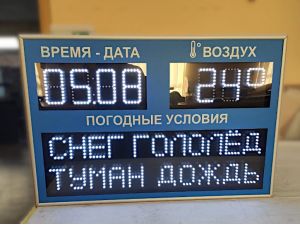 ВРЕМЯ - ДАТА
ВОЗДУХ
05.08
24°
ПОГОДНЫЕ УСЛОВИЯ
СНЕГ ГОЛОЛЁД
ТУМАН ДОЖДЬ